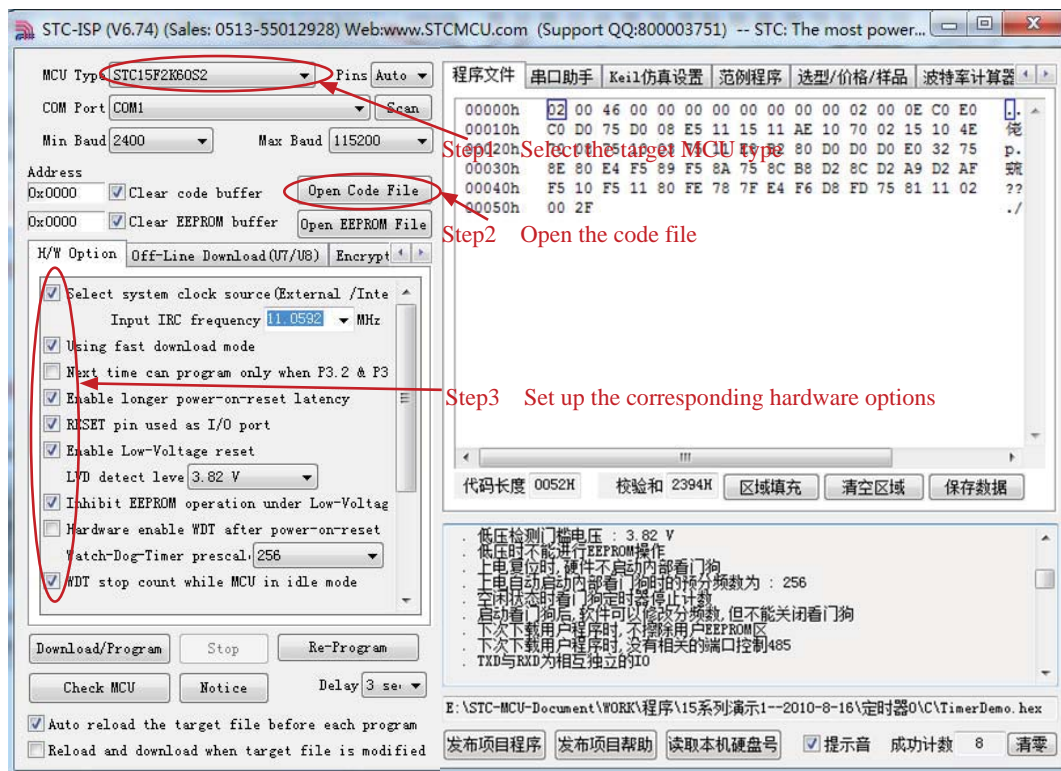 STC-ISP (V6.74) (Sales: 0513-55012928) Web:www.STCMCU.com (Support QQ:800003751) -- STC: The most power...
MCU Type STC15F2K60S2 Pins Auto
COM Port COM1 Scan
Min Baud 2400 Max Baud 115200
Address
0x0000 Clear code buffer Open Code File
0x0000 Clear EEPROM buffer Open EEPROM File
H/W Option Off-Line Download(U7/U8) Encrypt
Select system clock source(External /Inte
Input IRC frequency 11.0592 MHz
Using fast download mode
Next time can program only when P3.2 & P3
Enable longer power-on-reset latency
RESET pin used as I/O port
Enable Low-Voltage reset
LVD detect leve 3.82 V
Inhibit EEPROM operation under Low-Voltag
Hardware enable WDT after power-on-reset
Watch-Dog-Timer prescal 256
WDT stop count while MCU in idle mode
Download/Program Stop Re-Program
Check MCU Notice Delay 3 se
Auto reload the target file before each program
Reload and download when target file is modified
程序文件 串口助手 Keil仿真设置 范例程序 选型/价格/样品 波特率计算器
00000h 02 00 46 00 00 00 00 00 00 00 00 02 00 0E C0 E0
00010h C0 D0 75 D0 08 E5 11 15 11 AE 10 70 02 15 10 4E
Step1 Select the target MCU type
00020h 80 D0 D0 D0 E0 32 75 p.
00030h 8E 80 E4 F5 89 F5 8A 75 8C B8 D2 8C D2 A9 D2 AF
00040h F5 10 F5 11 80 FE 78 7F E4 F6 D8 FD 75 81 11 02 ??
00050h 00 2F ./
Step2 Open the code file
Step3 Set up the corresponding hardware options
代码长度 0052H 校验和 2394H 区域填充 清空区域 保存数据
. 低压检测门槛电压 : 3.82 V
. 低压时不能进行EEPROM操作
. 上电复位时,硬件不启动内部看门狗
. 上电自动启动内部看门狗时的预分频数为 : 256
. 空闲状态时看门狗定时器停止计数
. 启动看门狗后,软件可以修改分频数,但不能关闭看门狗
. 下次下载用户程序时,不擦除用户EEPROM区
. 下次下载用户程序时,没有相关的端口控制485
. TXD与RXD为相互独立的IO
E:\STC-MCU-Document\WORK\程序\15系列演示1--2010-8-16\定时器0\C\TimerDemo.hex
发布项目程序 发布项目帮助 读取本机硬盘号 提示音 成功计数 8 清零